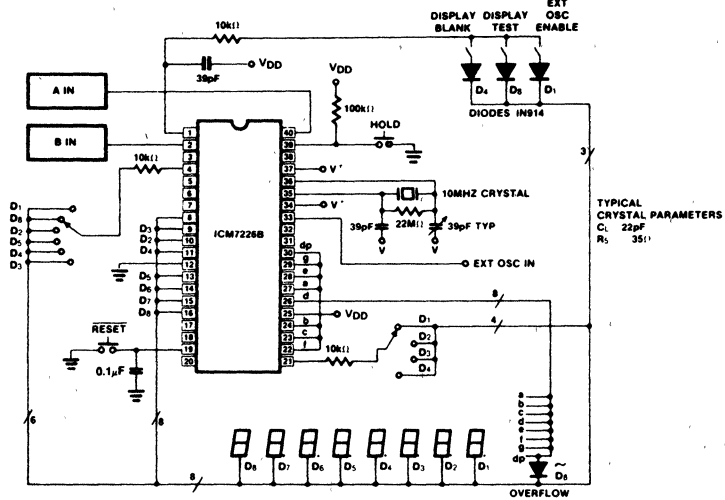 DISPLAY BLANK
DISPLAY TEST
EXT OSC ENABLE
10kΩ
39pF
VDD
D4
D8
D1
DIODES IN914
A IN
B IN
VDD
100kΩ
HOLD
3
1
2
3
4
5
6
7
8
9
10
11
12
13
14
15
16
17
18
19
20
40
39
38
37
36
35
34
33
32
31
30
29
28
27
26
25
24
23
22
21
ICM7226B
10kΩ
V+
V+
10MHZ CRYSTAL
22MΩ
39pF
39pF TYP
V
V
TYPICAL
CRYSTAL PARAMETERS
CL 22pF
RS 35Ω
EXT OSC IN
D1
D8
D2
D5
D4
D3
D3
D2
D4
D1
D5
D6
D7
D8
dp
g
e
a
d
VDD
b
c
f
8
4
10kΩ
D1
D2
D3
D4
RESET
0.1μF
6
8
8
D8
D7
D6
D5
D4
D3
D2
D1
a
b
c
d
e
f
g
dp
D8
OVERFLOW